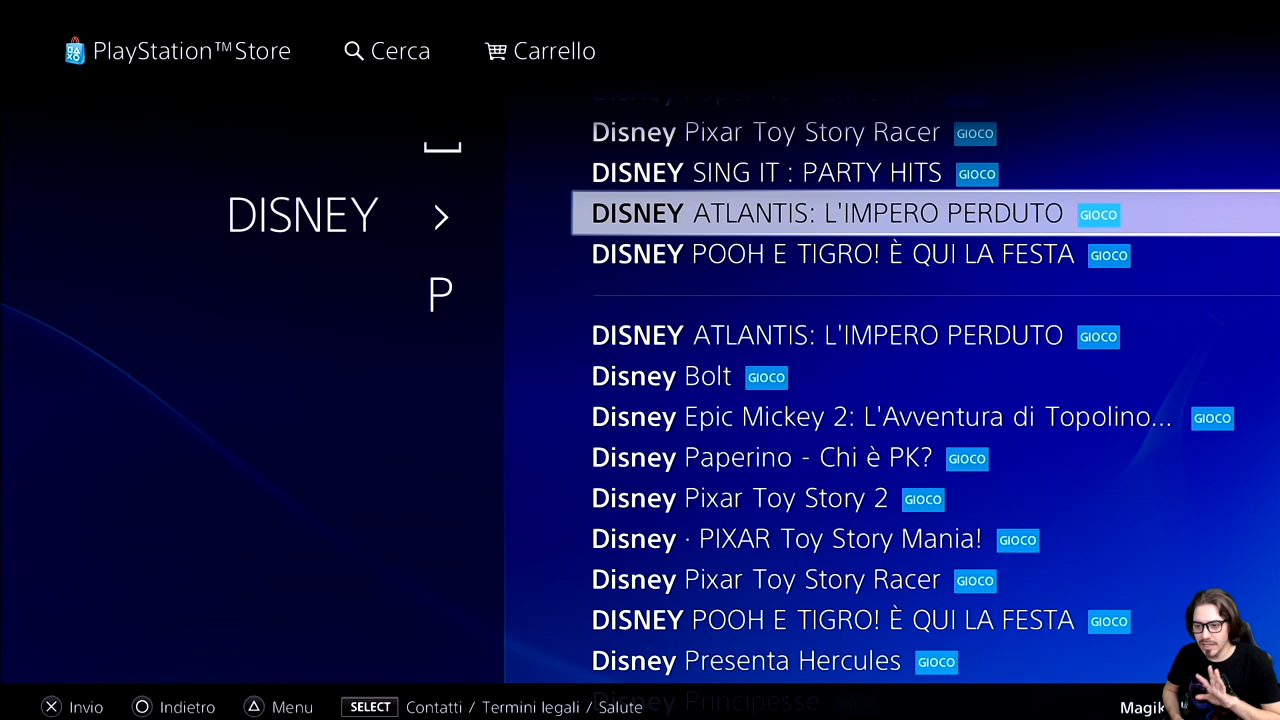 PlayStation™Store
Cerca
Carrello
DISNEY
P
Disney Pixar Toy Story Racer GIOCO
DISNEY SING IT : PARTY HITS GIOCO
DISNEY ATLANTIS: L'IMPERO PERDUTO GIOCO
DISNEY POOH E TIGRO! È QUI LA FESTA GIOCO
DISNEY ATLANTIS: L'IMPERO PERDUTO GIOCO
Disney Bolt GIOCO
Disney Epic Mickey 2: L'Avventura di Topolino... GIOCO
Disney Paperino - Chi è PK? GIOCO
Disney Pixar Toy Story 2 GIOCO
Disney · PIXAR Toy Story Mania! GIOCO
Disney Pixar Toy Story Racer GIOCO
DISNEY POOH E TIGRO! È QUI LA FESTA GIOCO
Disney Presenta Hercules GIOCO
Disney Principesse GIOCO
Invio
Indietro
Menu
SELECT Contatti / Termini legali / Salute
Magik